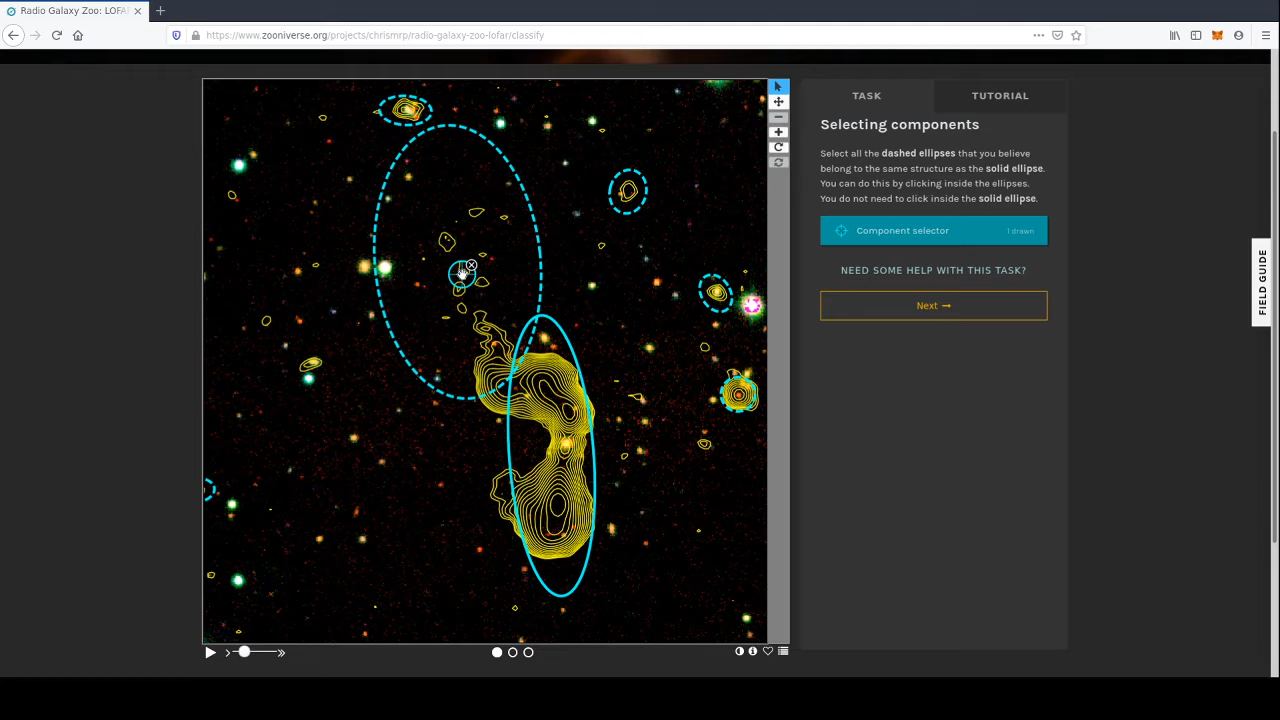 Radio Galaxy Zoo: LOFAR
https://www.zooniverse.org/projects/chrismrp/radio-galaxy-zoo-lofar/classify
TASK
TUTORIAL
Selecting components
Select all the dashed ellipses that you believe
belong to the same structure as the solid ellipse.
You can do this by clicking inside the ellipses.
You do not need to click inside the solid ellipse.
Component selector
1 drawn
NEED SOME HELP WITH THIS TASK?
Next
FIELD GUIDE